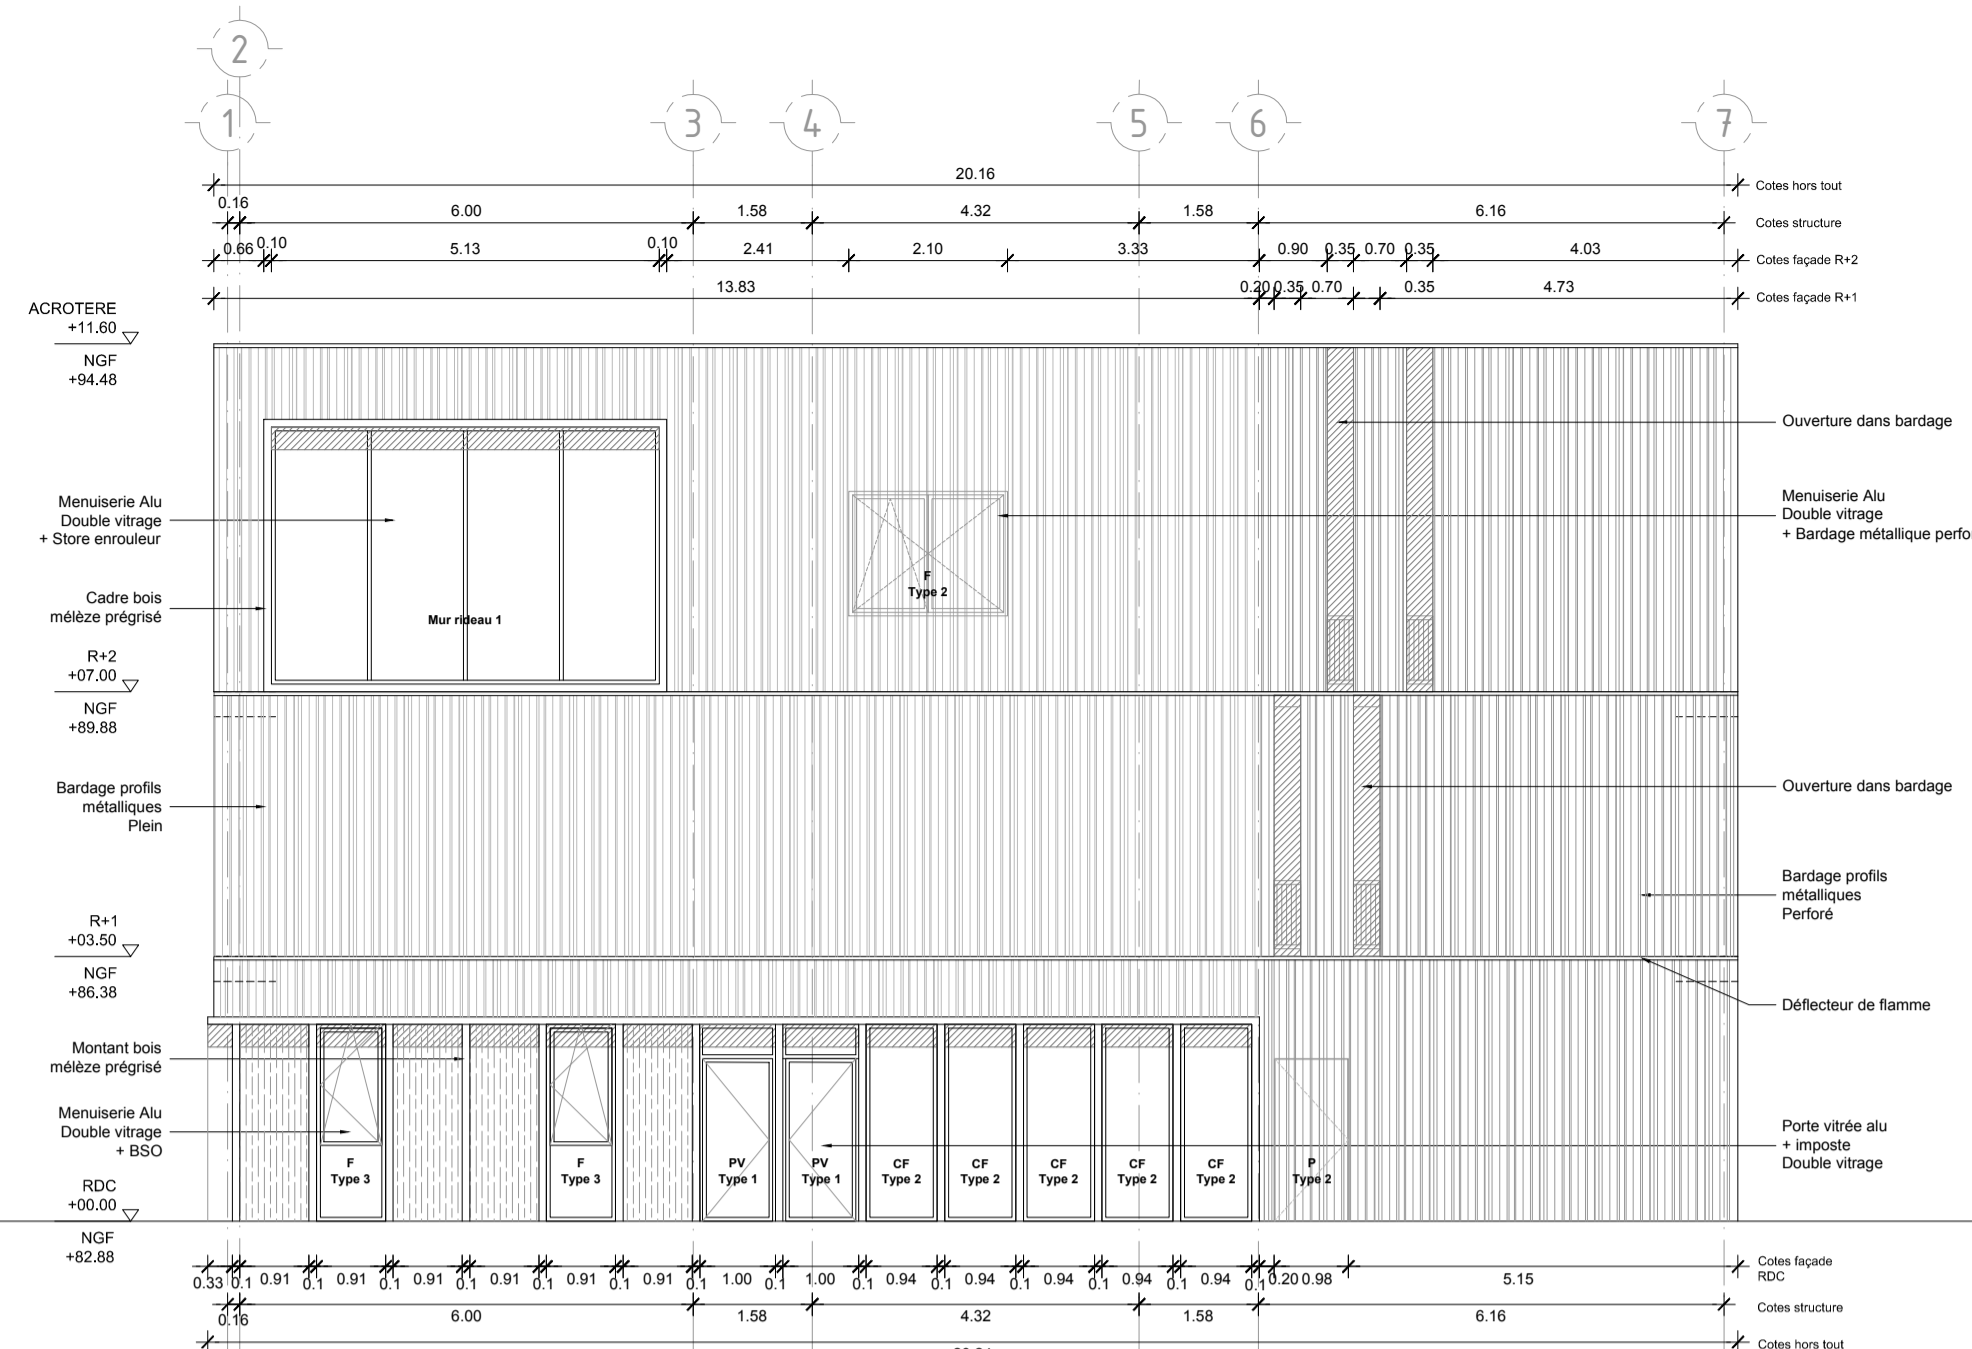 2
1
3
4
5
6
7
20.16
Cotes hors tout
0.16
6.00
1.58
4.32
1.58
6.16
Cotes structure
0.66
0.10
5.13
0.10
2.41
2.10
3.33
0.90
0.35
0.70
0.35
4.03
Cotes façade R+2
13.83
0.20
0.35
0.70
0.35
4.73
Cotes façade R+1
ACROTERE
+11.60
NGF
+94.48
Ouverture dans bardage
Menuiserie Alu
Double vitrage
+ Store enrouleur
Menuiserie Alu
Double vitrage
+ Bardage métallique perfo
F
Type 2
Cadre bois
mélèze prégrisé
Mur rideau 1
R+2
+07.00
NGF
+89.88
Bardage profils
métalliques
Plein
Ouverture dans bardage
Bardage profils
métalliques
Perforé
R+1
+03.50
NGF
+86.38
Déflecteur de flamme
Montant bois
mélèze prégrisé
Menuiserie Alu
Double vitrage
+ BSO
Porte vitrée alu
+ imposte
Double vitrage
F
Type 3
F
Type 3
PV
Type 1
PV
Type 1
CF
Type 2
CF
Type 2
CF
Type 2
CF
Type 2
CF
Type 2
P
Type 2
RDC
+00.00
NGF
+82.88
0.33
0.1
0.91
0.1
0.91
0.1
0.91
0.1
0.91
0.1
0.91
0.1
0.91
0.1
1.00
0.1
1.00
0.1
0.94
0.1
0.94
0.1
0.94
0.1
0.94
0.1
0.94
0.1
0.20
0.98
5.15
Cotes façade
RDC
0.16
6.00
1.58
4.32
1.58
6.16
Cotes structure
Cotes hors tout